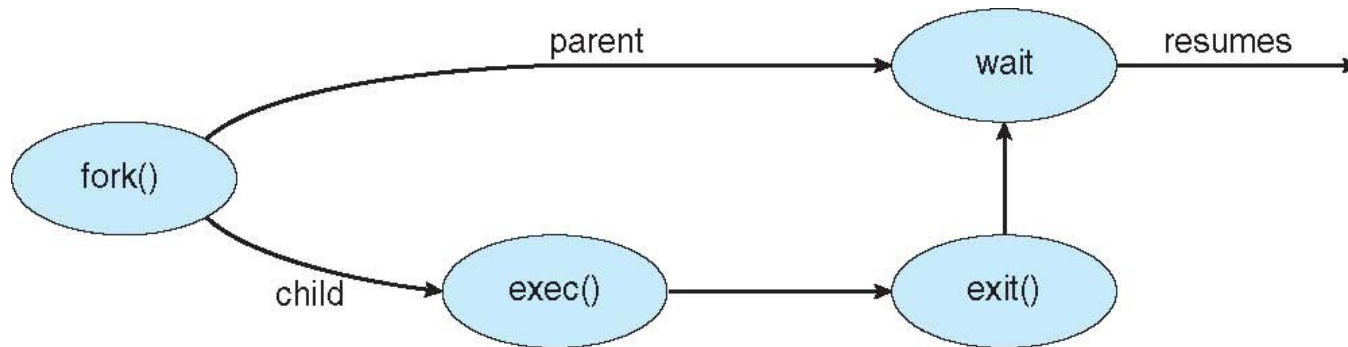 parent
wait
resumes
fork()
child
exec()
exit()